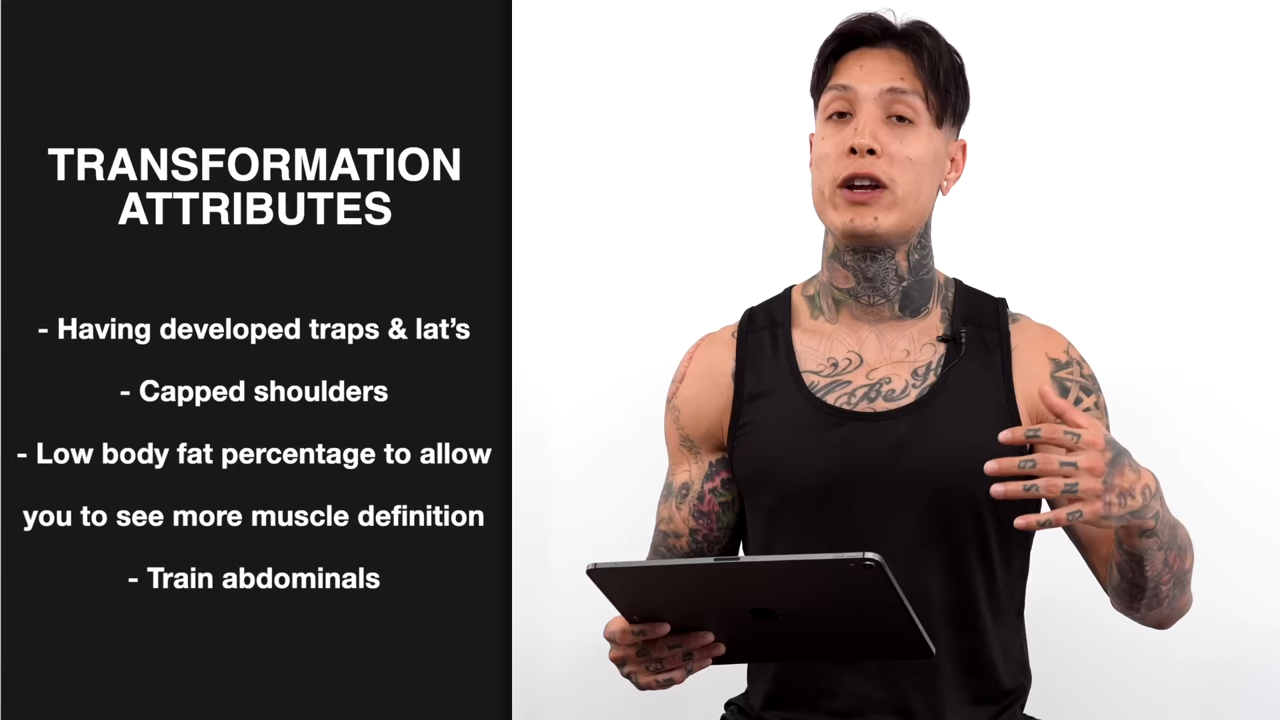 TRANSFORMATION
ATTRIBUTES
- Having developed traps & lat’s
- Capped shoulders
- Low body fat percentage to allow
you to see more muscle definition
- Train abdominals